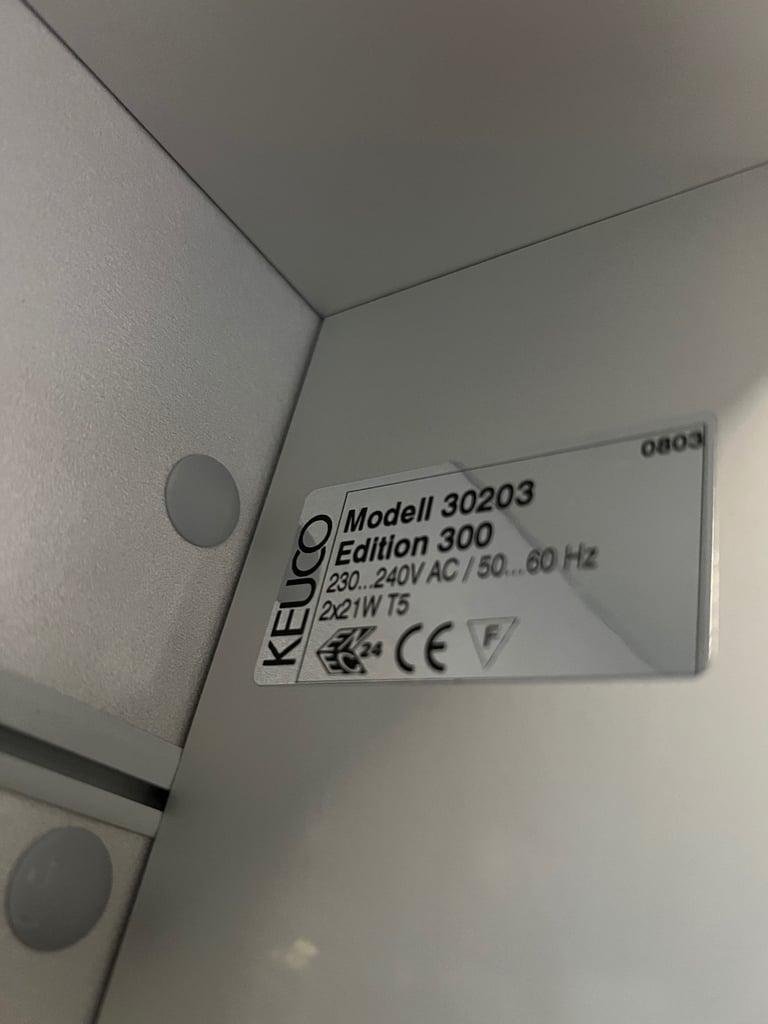 0803
KEUCO
Modell 30203
Edition 300
230...240V AC / 50...60 Hz
2x21W T5
ENEC 24 CE F